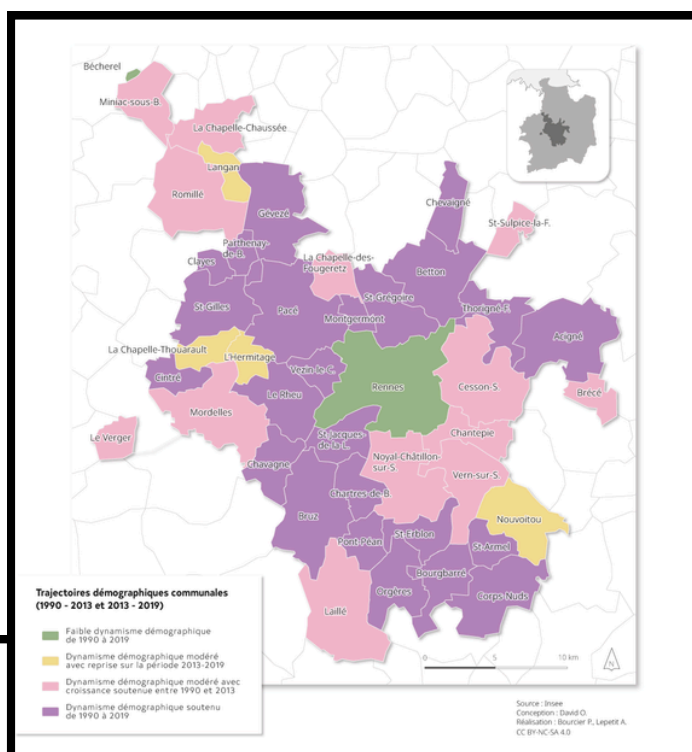 Bécherel
Miniac-sous-B.
La Chapelle-Chaussée
Langan
Romillé
Gévezé
Chevaigné
St-Sulpice-la-F.
Parthenay-
de-B.
La Chapelle-des-
Fougeretz
Clayes
Betton
St-Grégoire
St-Gilles
Pacé
Montgermont
Thorigné-F.
Acigné
La Chapelle-Thouarault
L'Hermitage
Vezin-le-C.
Cintré
Rennes
Cesson-S.
Brécé
Le Rheu
Mordelles
Le Verger
St-Jacques-
de-la-L.
Chantepie
Noyal-Châtillon-
sur-S.
Vern-sur-S.
Chavagne
Chartres-de-B.
Nouvoitou
Bruz
Pont-Péan
St-Erblon
St-Armel
Bourgbarré
Orgères
Corps-Nuds
Laillé
Trajectoires démographiques communales
(1990 - 2013 et 2013 - 2019)
Faible dynamisme démographique
de 1990 à 2019
Dynamisme démographique modéré
avec reprise sur la période 2013-2019
Dynamisme démographique modéré avec
croissance soutenue entre 1990 et 2013
Dynamisme démographique soutenu
de 1990 à 2019
0 5 10 km
N
Source : Insee
Conception : David O.
Réalisation : Bourcier P., Lepetit A.
CC BY-NC-SA 4.0